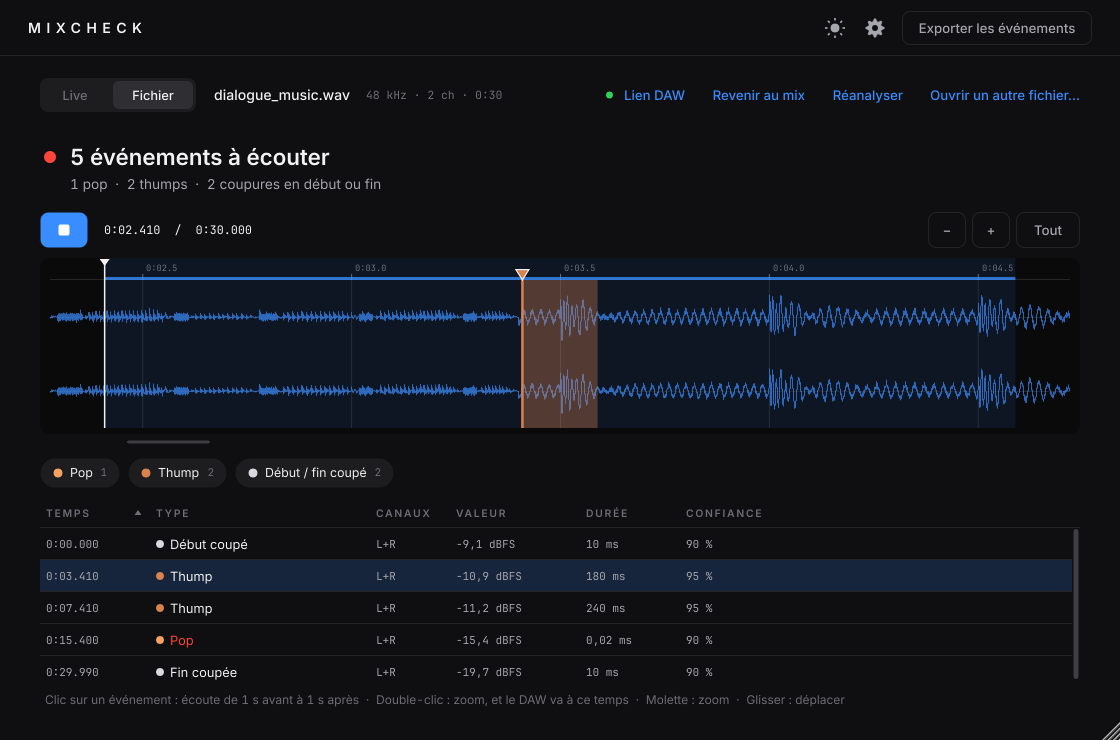 MIXCHECK
Exporter les événements
Live Fichier dialogue_music.wav 48 kHz · 2 ch · 0:30 Lien DAW Revenir au mix Réanalyser Ouvrir un autre fichier...
5 événements à écouter
1 pop · 2 thumps · 2 coupures en début ou fin
0:02.410 / 0:30.000 – + Tout
0:02.5 0:03.0 0:03.5 0:04.0 0:04.5
Pop 1 Thump 2 Début / fin coupé 2
TEMPS TYPE CANAUX VALEUR DURÉE CONFIANCE
0:00.000 Début coupé L+R -9,1 dBFS 10 ms 90 %
0:03.410 Thump L+R -10,9 dBFS 180 ms 95 %
0:07.410 Thump L+R -11,2 dBFS 240 ms 95 %
0:15.400 Pop L+R -15,4 dBFS 0,02 ms 90 %
0:29.990 Fin coupée L+R -19,7 dBFS 10 ms 90 %
Clic sur un événement : écoute de 1 s avant à 1 s après · Double-clic : zoom, et le DAW va à ce temps · Molette : zoom · Glisser : déplacer